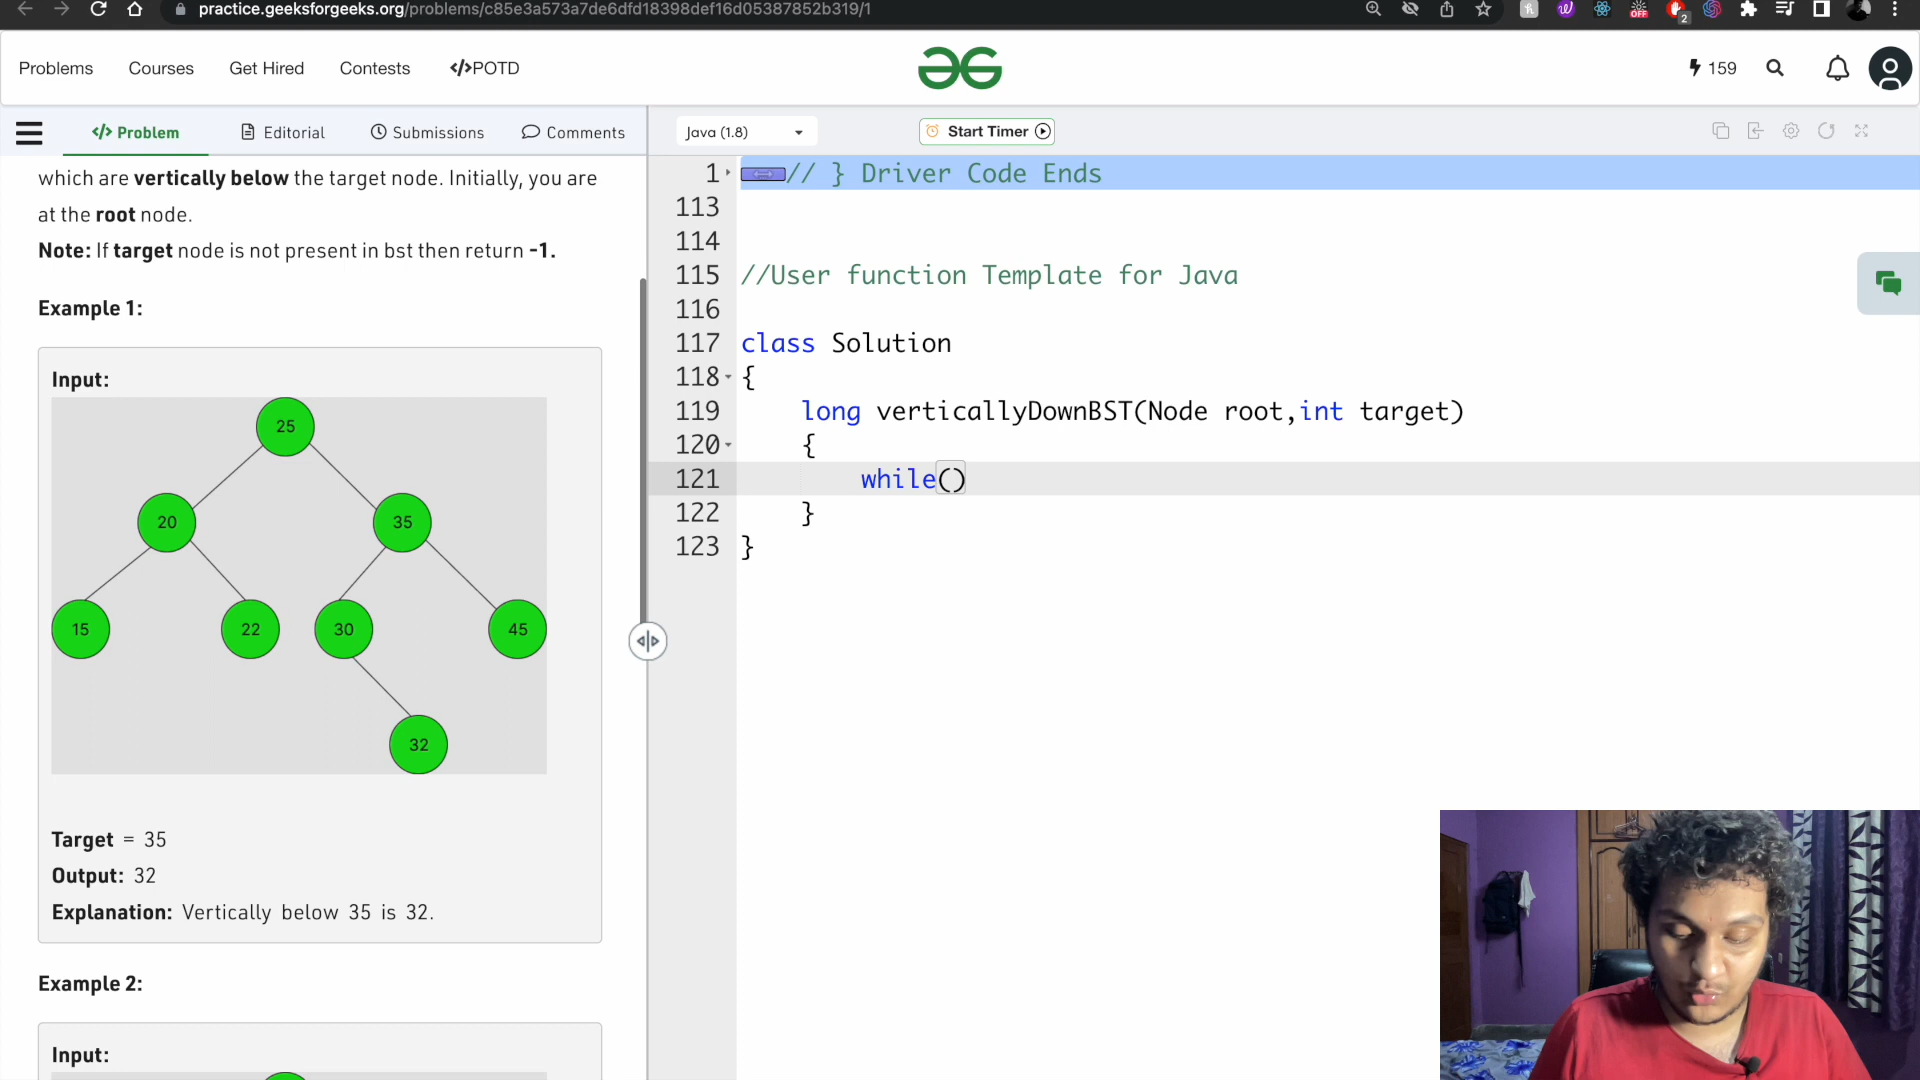 practice.geeksforgeeks.org/problems/c85e3a573a7de6dfd18398def16d05387852b319/1
OFF
2
Problems
Courses
Get Hired
Contests
</>POTD
159
</> Problem
Editorial
Submissions
Comments
Java (1.8)
Start Timer
which are vertically below the target node. Initially, you are
at the root node.
Note: If target node is not present in bst then return -1.
Example 1:
Input:
25
20
35
15
22
30
45
32
Target = 35
Output: 32
Explanation: Vertically below 35 is 32.
Example 2:
Input:
1 // } Driver Code Ends
113
114
115 //User function Template for Java
116
117 class Solution
118 {
119 long verticallyDownBST(Node root,int target)
120 {
121 while()
122 }
123 }